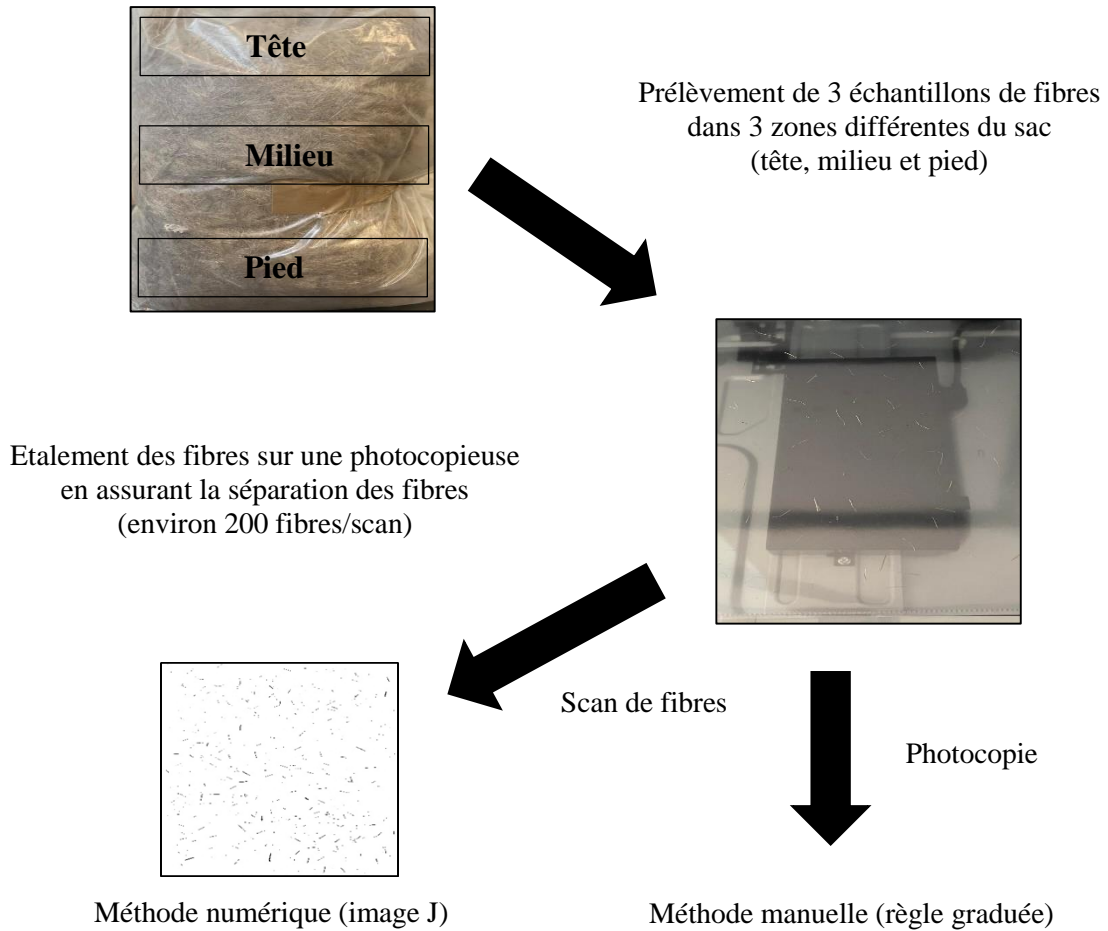 Tête
Milieu
Pied
Prélèvement de 3 échantillons de fibres
dans 3 zones différentes du sac
(tête, milieu et pied)
Etalement des fibres sur une photocopieuse
en assurant la séparation des fibres
(environ 200 fibres/scan)
Scan de fibres
Photocopie
Méthode numérique (image J)
Méthode manuelle (règle graduée)